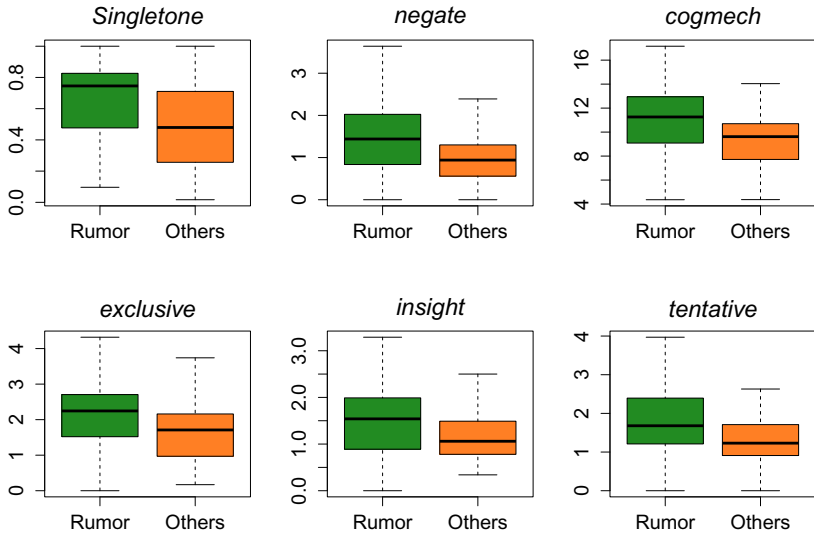 Singletone negate cogmech
0.0 0.4 0.8
0 1 2 3
4 8 12 16
Rumor Others Rumor Others Rumor Others
exclusive insight tentative
0 1 2 3 4
0.0 1.0 2.0 3.0
0 1 2 3 4
Rumor Others Rumor Others Rumor Others